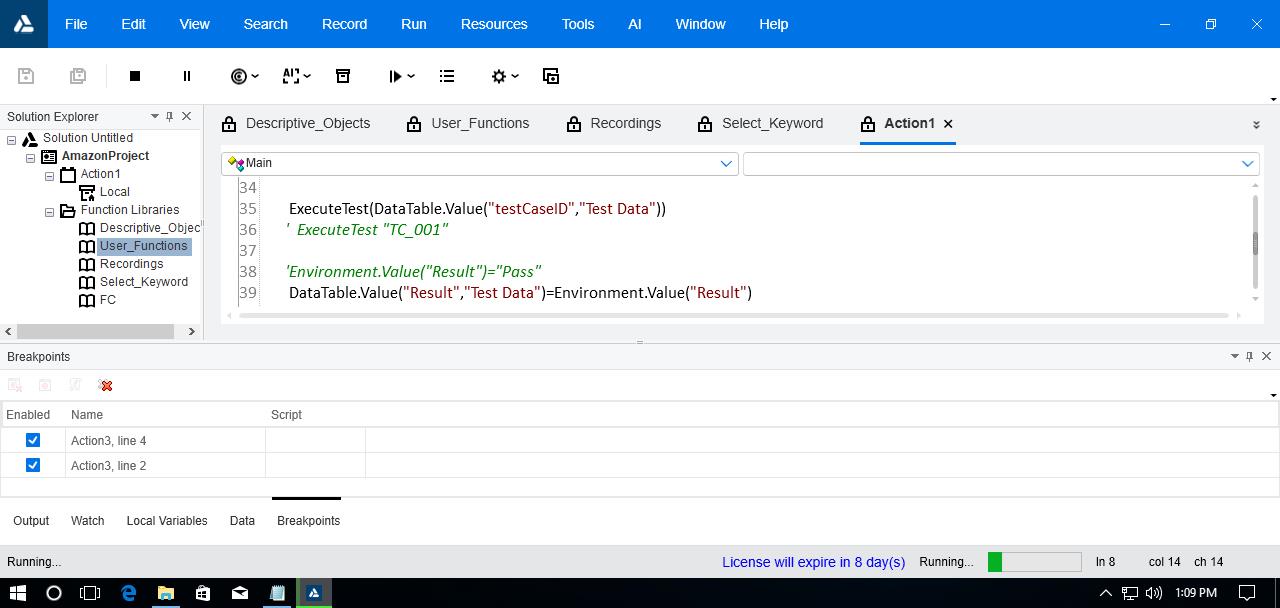 File Edit View Search Record Run Resources Tools AI Window Help
Solution Explorer
Solution Untitled
AmazonProject
Action1
Local
Function Libraries
Descriptive_Objec
User_Functions
Recordings
Select_Keyword
FC
Descriptive_Objects User_Functions Recordings Select_Keyword Action1
Main
34
35 ExecuteTest(DataTable.Value("testCaseID","Test Data"))
36 ' ExecuteTest "TC_001"
37
38 'Environment.Value("Result")="Pass"
39 DataTable.Value("Result","Test Data")=Environment.Value("Result")
Breakpoints
Enabled Name Script
Action3, line 4
Action3, line 2
Output Watch Local Variables Data Breakpoints
Running... License will expire in 8 day(s) Running... ln 8 col 14 ch 14
1:09 PM